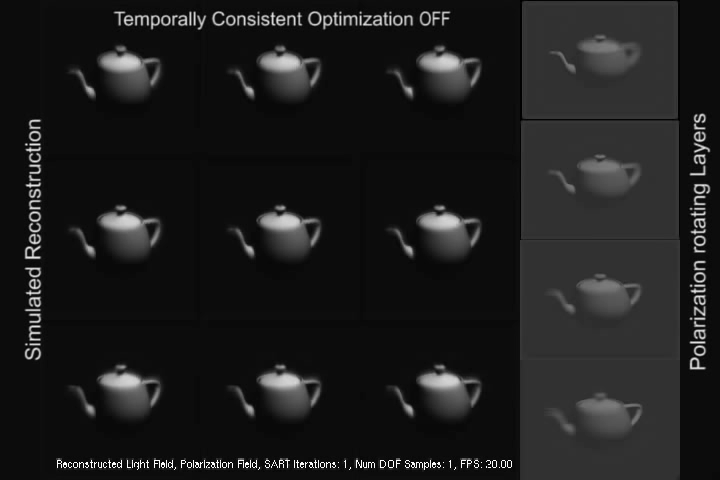 Temporally Consistent Optimization OFF
Simulated Reconstruction
Polarization rotating Layers
Reconstructed Light Field, Polarization Field, SART Iterations: 1, Num DOF Samples: 1, FPS: 20.00